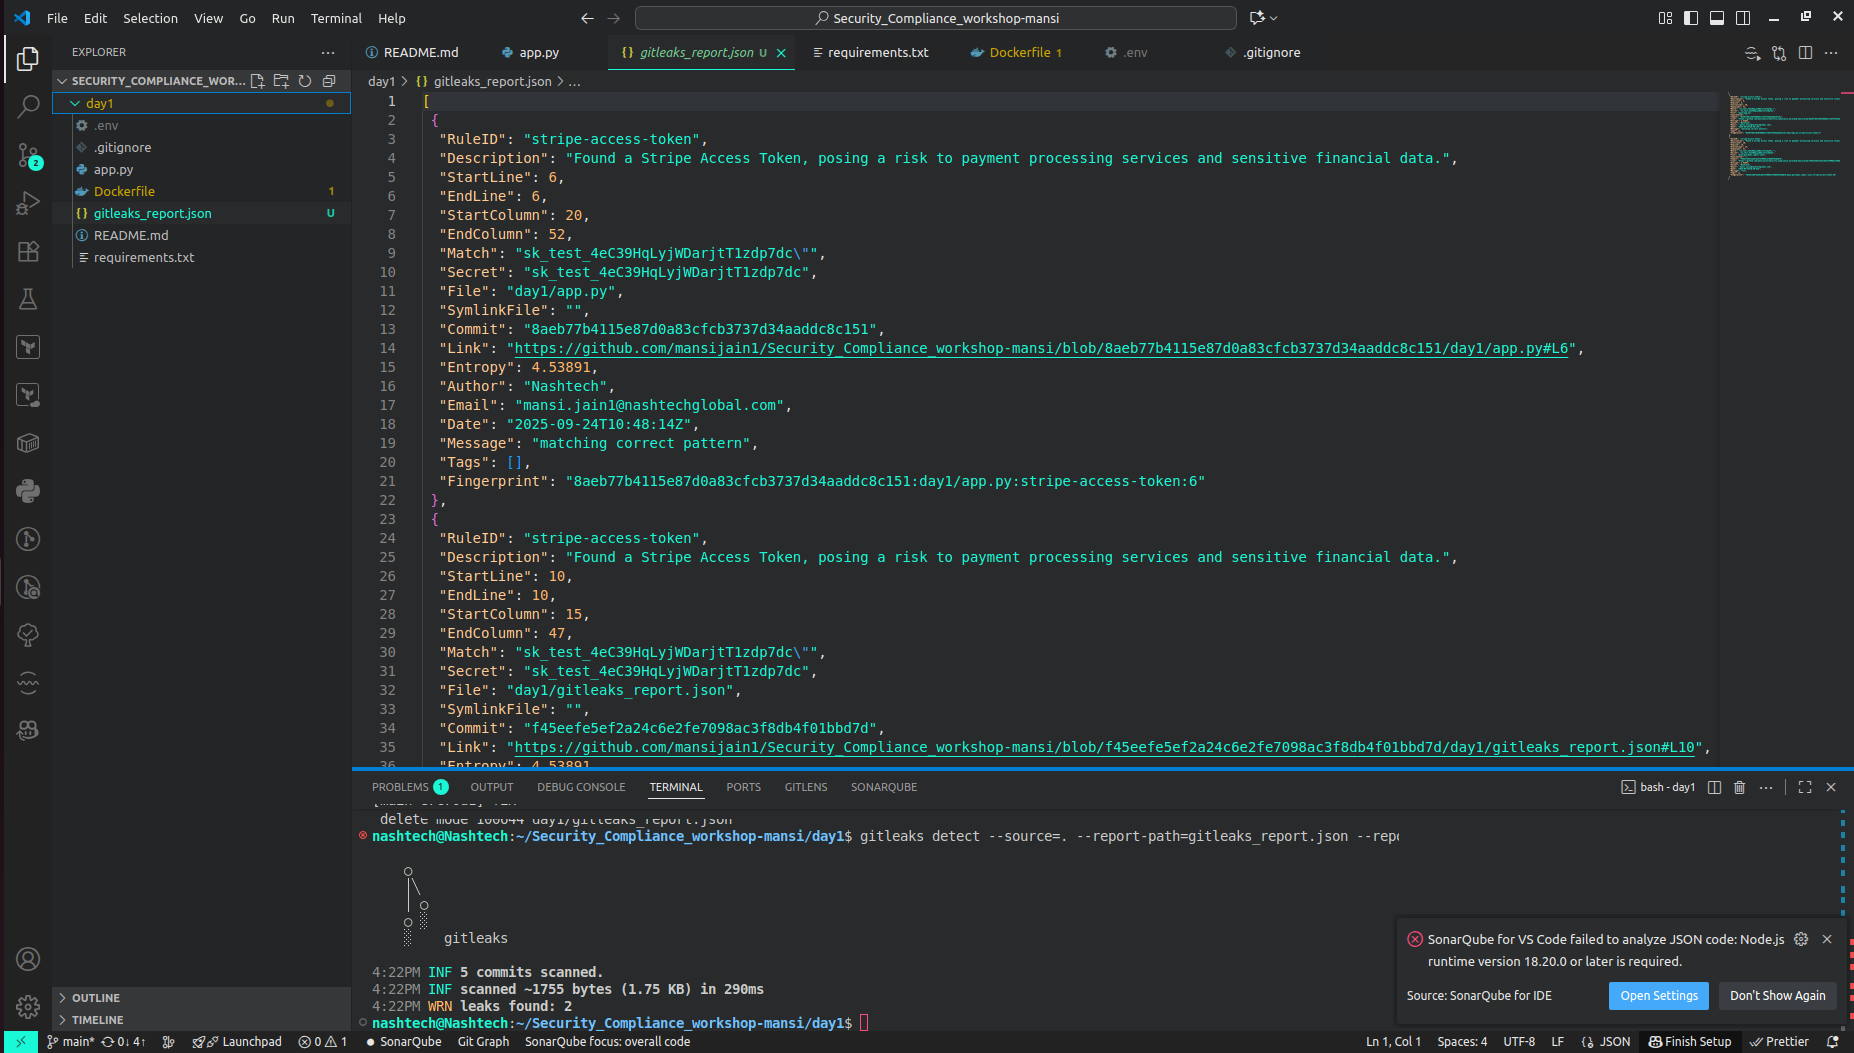 File Edit Selection View Go Run Terminal Help
Security_Compliance_workshop-mansi
EXPLORER
README.md
app.py
gitleaks_report.json U
requirements.txt
Dockerfile 1
.env
.gitignore
SECURITY_COMPLIANCE_WOR...
day1 > {} gitleaks_report.json > ...
day1
.env
.gitignore
app.py
Dockerfile 1
{} gitleaks_report.json U
README.md
requirements.txt
1 [
2 {
3 "RuleID": "stripe-access-token",
4 "Description": "Found a Stripe Access Token, posing a risk to payment processing services and sensitive financial data.",
5 "StartLine": 6,
6 "EndLine": 6,
7 "StartColumn": 20,
8 "EndColumn": 52,
9 "Match": "sk_test_4eC39HqLyjWDarjtT1zdp7dc\"",
10 "Secret": "sk_test_4eC39HqLyjWDarjtT1zdp7dc",
11 "File": "day1/app.py",
12 "SymlinkFile": "",
13 "Commit": "8aeb77b4115e87d0a83cfcb3737d34aaddc8c151",
14 "Link": "https://github.com/mansijain1/Security_Compliance_workshop-mansi/blob/8aeb77b4115e87d0a83cfcb3737d34aaddc8c151/day1/app.py#L6",
15 "Entropy": 4.53891,
16 "Author": "Nashtech",
17 "Email": "mansi.jain1@nashtechglobal.com",
18 "Date": "2025-09-24T10:48:14Z",
19 "Message": "matching correct pattern",
20 "Tags": [],
21 "Fingerprint": "8aeb77b4115e87d0a83cfcb3737d34aaddc8c151:day1/app.py:stripe-access-token:6"
22 },
23 {
24 "RuleID": "stripe-access-token",
25 "Description": "Found a Stripe Access Token, posing a risk to payment processing services and sensitive financial data.",
26 "StartLine": 10,
27 "EndLine": 10,
28 "StartColumn": 15,
29 "EndColumn": 47,
30 "Match": "sk_test_4eC39HqLyjWDarjtT1zdp7dc\"",
31 "Secret": "sk_test_4eC39HqLyjWDarjtT1zdp7dc",
32 "File": "day1/gitleaks_report.json",
33 "SymlinkFile": "",
34 "Commit": "f45eefe5ef2a24c6e2fe7098ac3f8db4f01bbd7d",
35 "Link": "https://github.com/mansijain1/Security_Compliance_workshop-mansi/blob/f45eefe5ef2a24c6e2fe7098ac3f8db4f01bbd7d/day1/gitleaks_report.json#L10",
36 "Entropy": 4.53891,
PROBLEMS 1 OUTPUT DEBUG CONSOLE TERMINAL PORTS GITLENS SONARQUBE
bash - day1
delete mode 100644 day1/gitleaks_report.json
nashtech@Nashtech:~/Security_Compliance_workshop-mansi/day1$ gitleaks detect --source=. --report-path=gitleaks_report.json --repo
gitleaks
4:22PM INF 5 commits scanned.
4:22PM INF scanned ~1755 bytes (1.75 KB) in 290ms
4:22PM WRN leaks found: 2
nashtech@Nashtech:~/Security_Compliance_workshop-mansi/day1$
SonarQube for VS Code failed to analyze JSON code: Node.js
runtime version 18.20.0 or later is required.
Source: SonarQube for IDE
Open Settings
Don't Show Again
OUTLINE
TIMELINE
2
main* 0↓ 4↑ Launchpad 0 1 SonarQube Git Graph SonarQube focus: overall code
Ln 1, Col 1 Spaces: 4 UTF-8 LF {} JSON Finish Setup Prettier